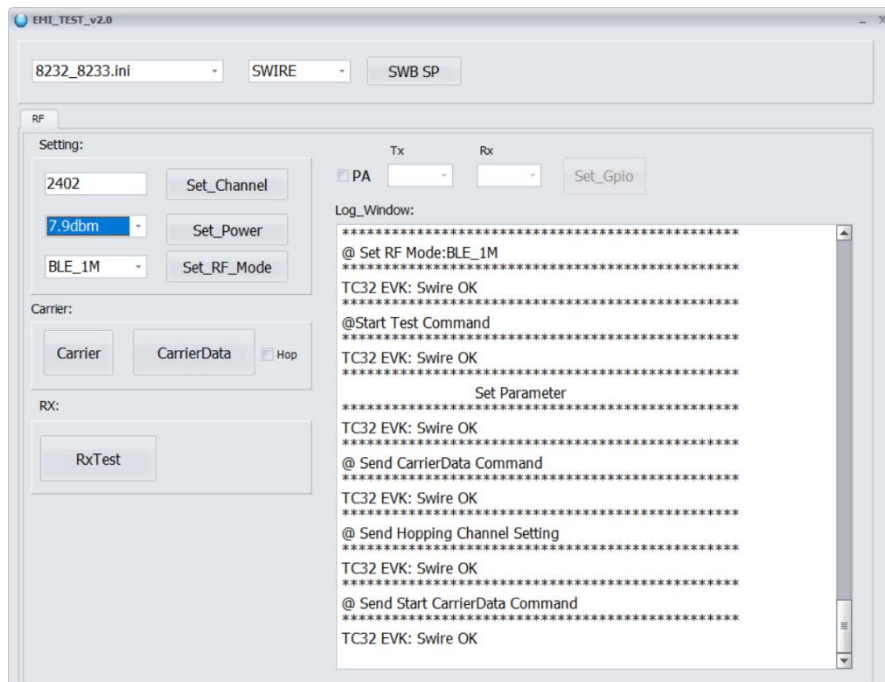 EMI_TEST_v2.0
8232_8233.ini SWIRE SWB SP
RF
Setting:
2402 Set_Channel
7.9dbm Set_Power
BLE_1M Set_RF_Mode
Carrier:
Carrier CarrierData Hop
RX:
RxTest
Tx Rx
PA Set_Gpio
Log_Window:
**************************************************
@ Set RF Mode:BLE_1M
**************************************************
TC32 EVK: Swire OK
**************************************************
@Start Test Command
**************************************************
TC32 EVK: Swire OK
**************************************************
Set Parameter
**************************************************
TC32 EVK: Swire OK
**************************************************
@ Send CarrierData Command
**************************************************
TC32 EVK: Swire OK
**************************************************
@ Send Hopping Channel Setting
**************************************************
TC32 EVK: Swire OK
**************************************************
@ Send Start CarrierData Command
**************************************************
TC32 EVK: Swire OK